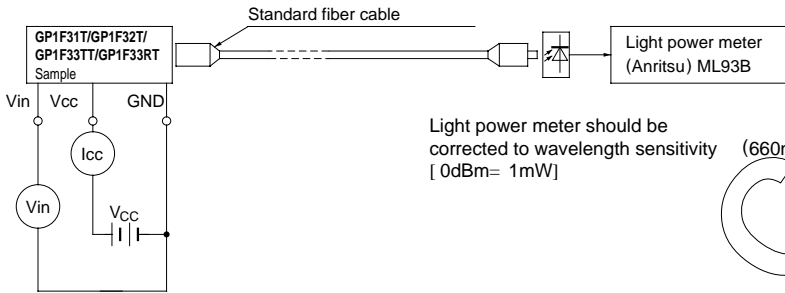 Standard fiber cable
GP1F31T/GP1F32T/
GP1F33TT/GP1F33RT
Sample
Light power meter
(Anritsu) ML93B
Vin Vcc GND
Icc
Vin
VCC
Light power meter should be
corrected to wavelength sensitivity
[ 0dBm= 1mW]